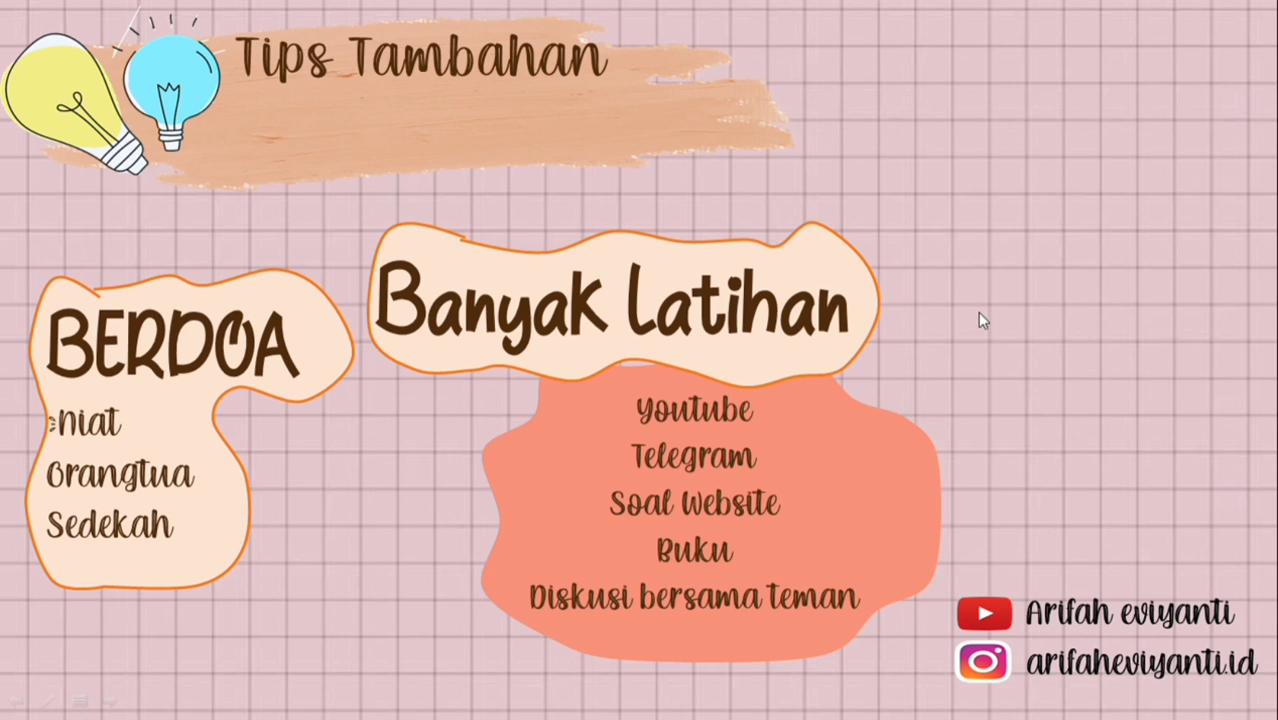 Tips Tambahan
BERDOA
Niat
Orangtua
Sedekah
Banyak Latihan
Youtube
Telegram
Soal Website
Buku
Diskusi bersama teman
Arifah eviyanti
arifaheviyanti.id